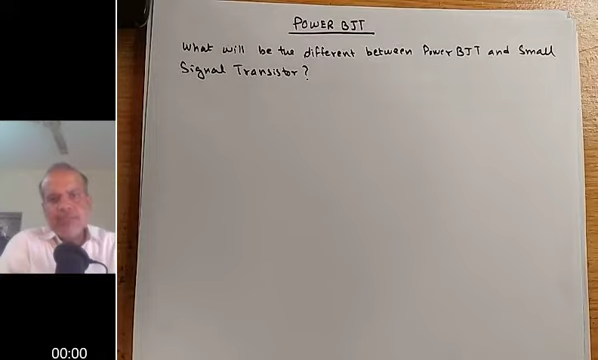 POWER BJT
What will be the different between Power BJT and Small
Signal Transistor?
00:00